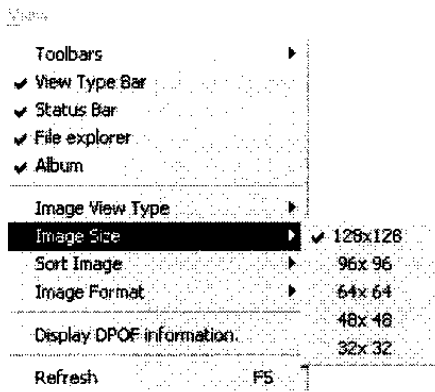 View
Toolbars
View Type Bar
Status Bar
File explorer
Album
Image View Type
Image Size
128x128
Sort Image
96x 96
Image Format
64x 64
48x 48
Display DPOF information.
32x 32
Refresh F5